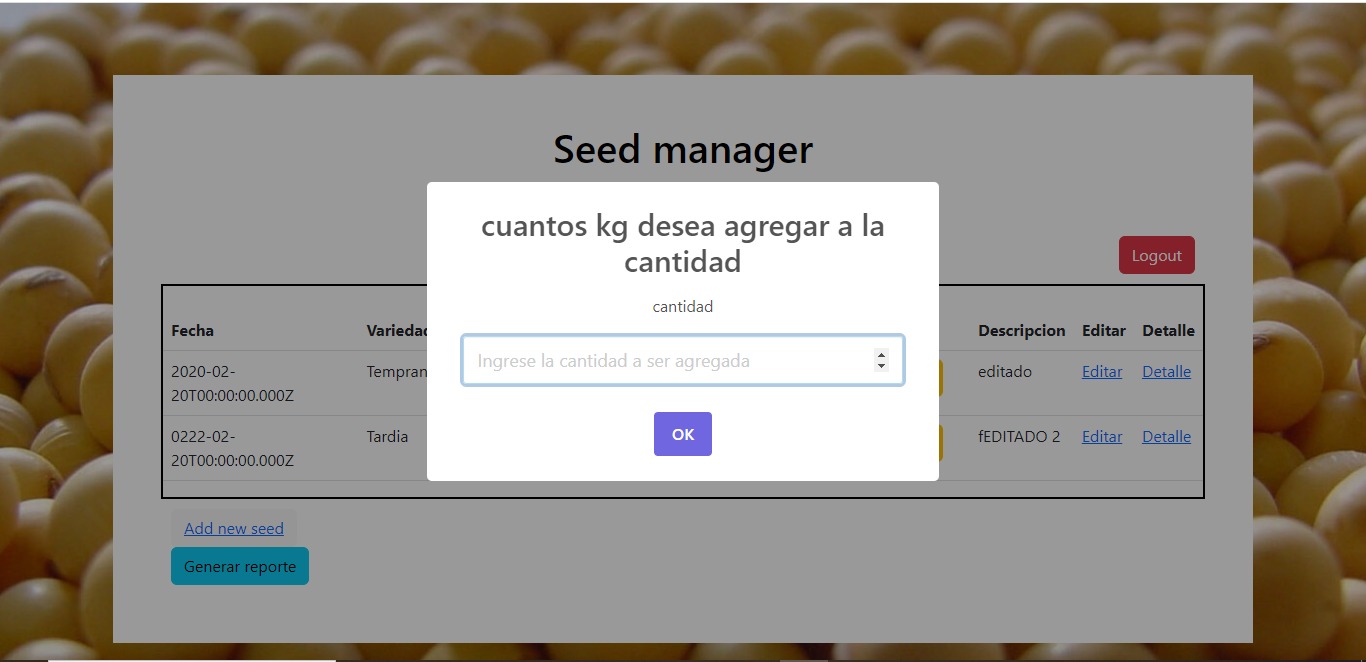 Seed manager
cuantos kg desea agregar a la
cantidad
cantidad
Logout
Ingrese la cantidad a ser agregada
OK
Fecha Descripcion Editar Detalle
2020-02-
20T00:00:00.000Z editado Editar Detalle
0222-02-
20T00:00:00.000Z Tardia fEDITADO 2 Editar Detalle
Add new seed
Generar reporte